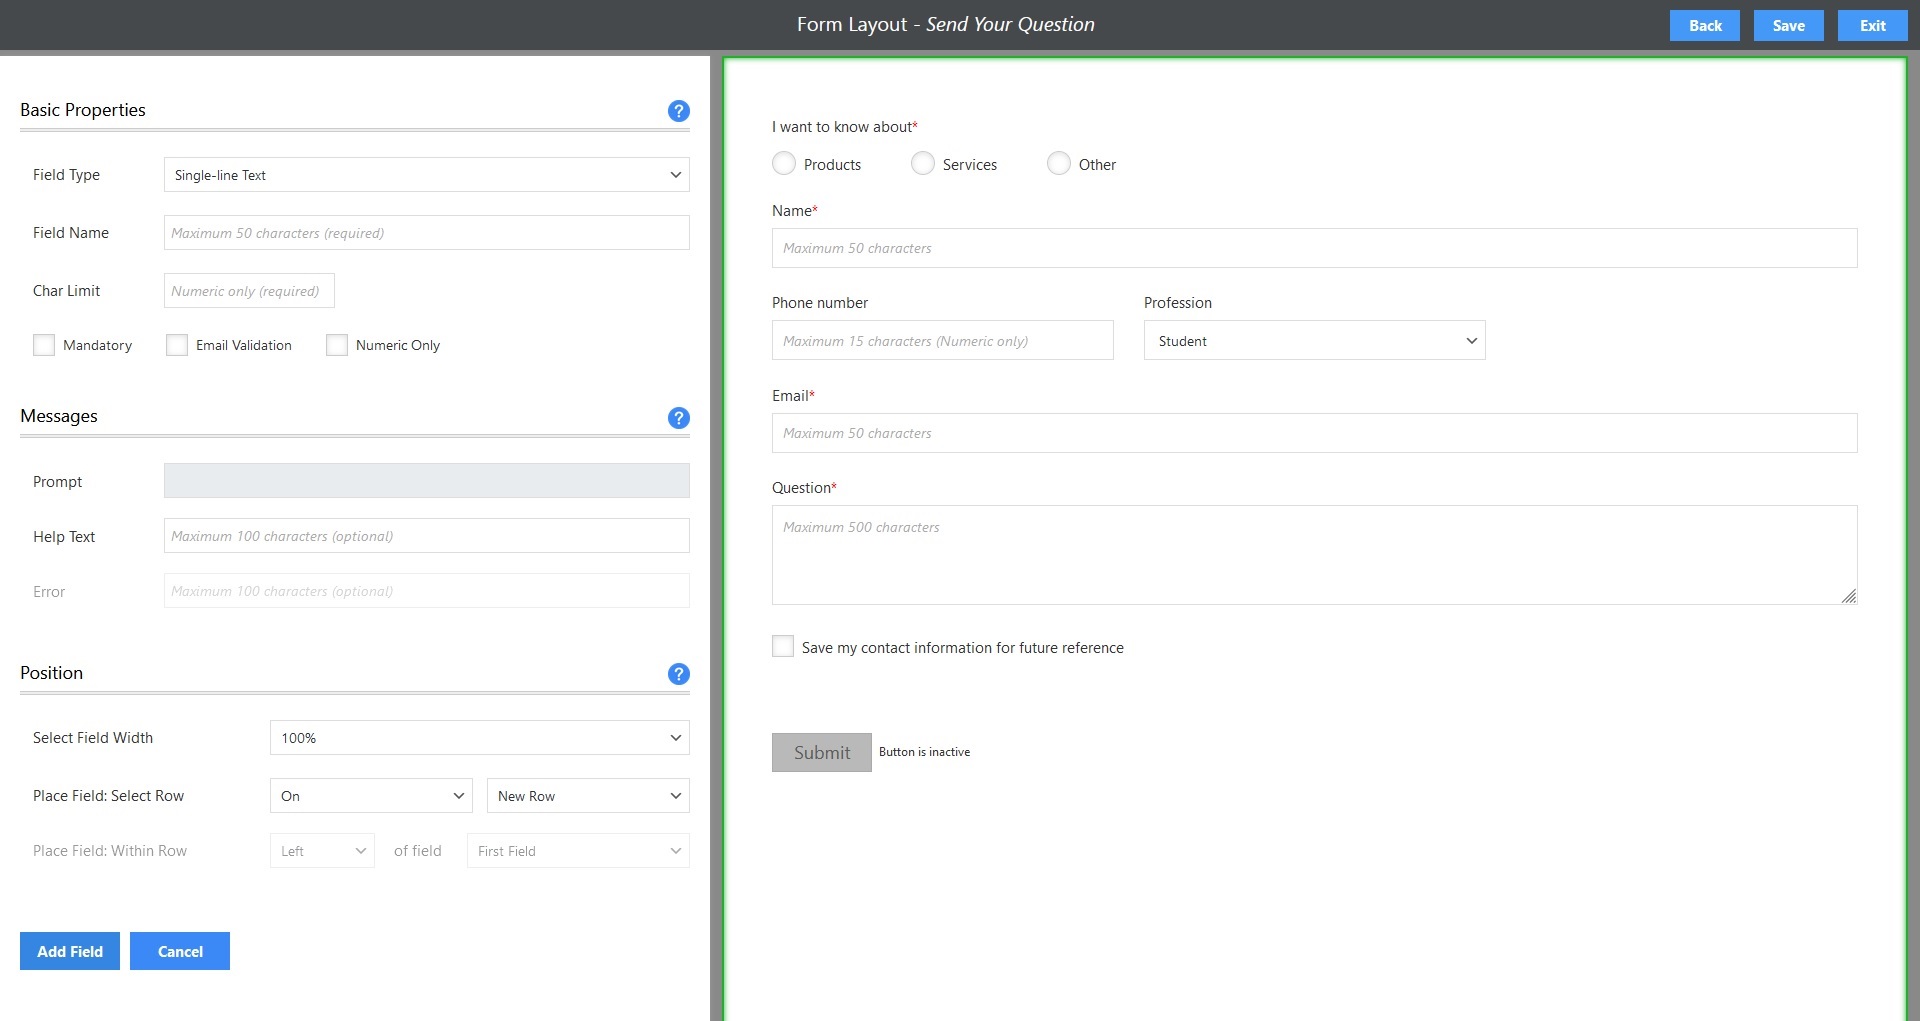 Form Layout - Send Your Question
Back
Save
Exit
Basic Properties
?
Field Type
Single-line Text
Field Name
Maximum 50 characters (required)
Char Limit
Numeric only (required)
Mandatory
Email Validation
Numeric Only
Messages
?
Prompt
Help Text
Maximum 100 characters (optional)
Error
Maximum 100 characters (optional)
Position
?
Select Field Width
100%
Place Field: Select Row
On
New Row
Place Field: Within Row
Left
of field
First Field
Add Field
Cancel
I want to know about*
Products
Services
Other
Name*
Maximum 50 characters
Phone number
Profession
Maximum 15 characters (Numeric only)
Student
Email*
Maximum 50 characters
Question*
Maximum 500 characters
Save my contact information for future reference
Submit
Button is inactive